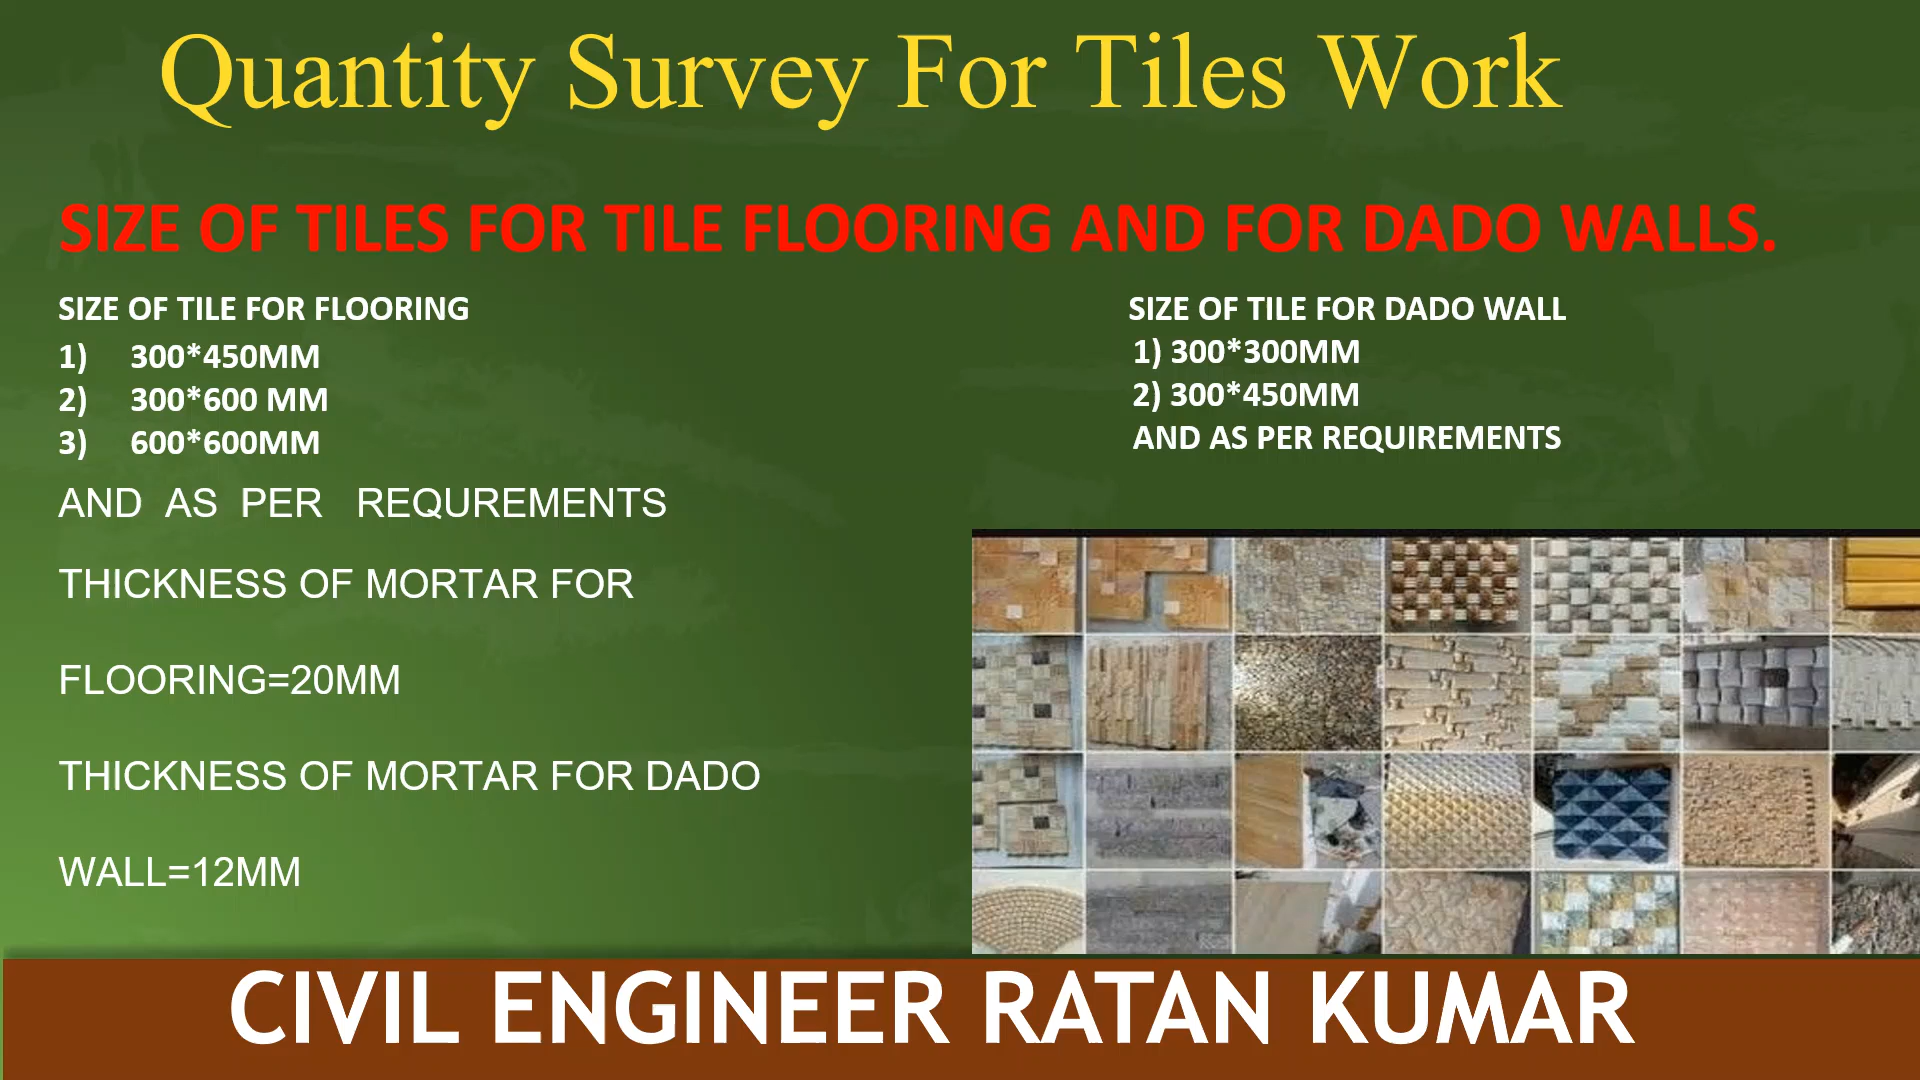 Quantity Survey For Tiles Work
SIZE OF TILES FOR TILE FLOORING AND FOR DADO WALLS.
SIZE OF TILE FOR FLOORING
1) 300*450MM
2) 300*600 MM
3) 600*600MM
AND AS PER REQUREMENTS
THICKNESS OF MORTAR FOR
FLOORING=20MM
THICKNESS OF MORTAR FOR DADO
WALL=12MM
SIZE OF TILE FOR DADO WALL
1) 300*300MM
2) 300*450MM
AND AS PER REQUIREMENTS
CIVIL ENGINEER RATAN KUMAR